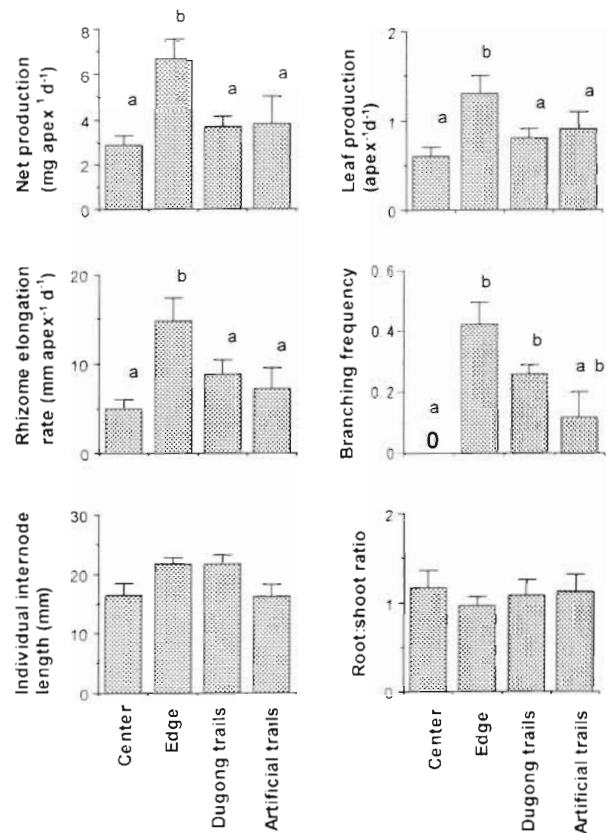 Net production
(mg apex⁻¹ d⁻¹)
8
6
4
2
0
a
b
a
a
Leaf production
(apex⁻¹d⁻¹)
2
1
0
a
b
a
a
Rhizome elongation
rate (mm apex⁻¹ d⁻¹)
20
10
0
a
b
a
a
Branching frequency
0.6
0.4
0.2
0
a
0
b
b
a b
Individual internode
length (mm)
30
20
10
0
Center
Edge
Dugong trails
Artificial trails
Root:shoot ratio
2
1
0
Center
Edge
Dugong trails
Artificial trails